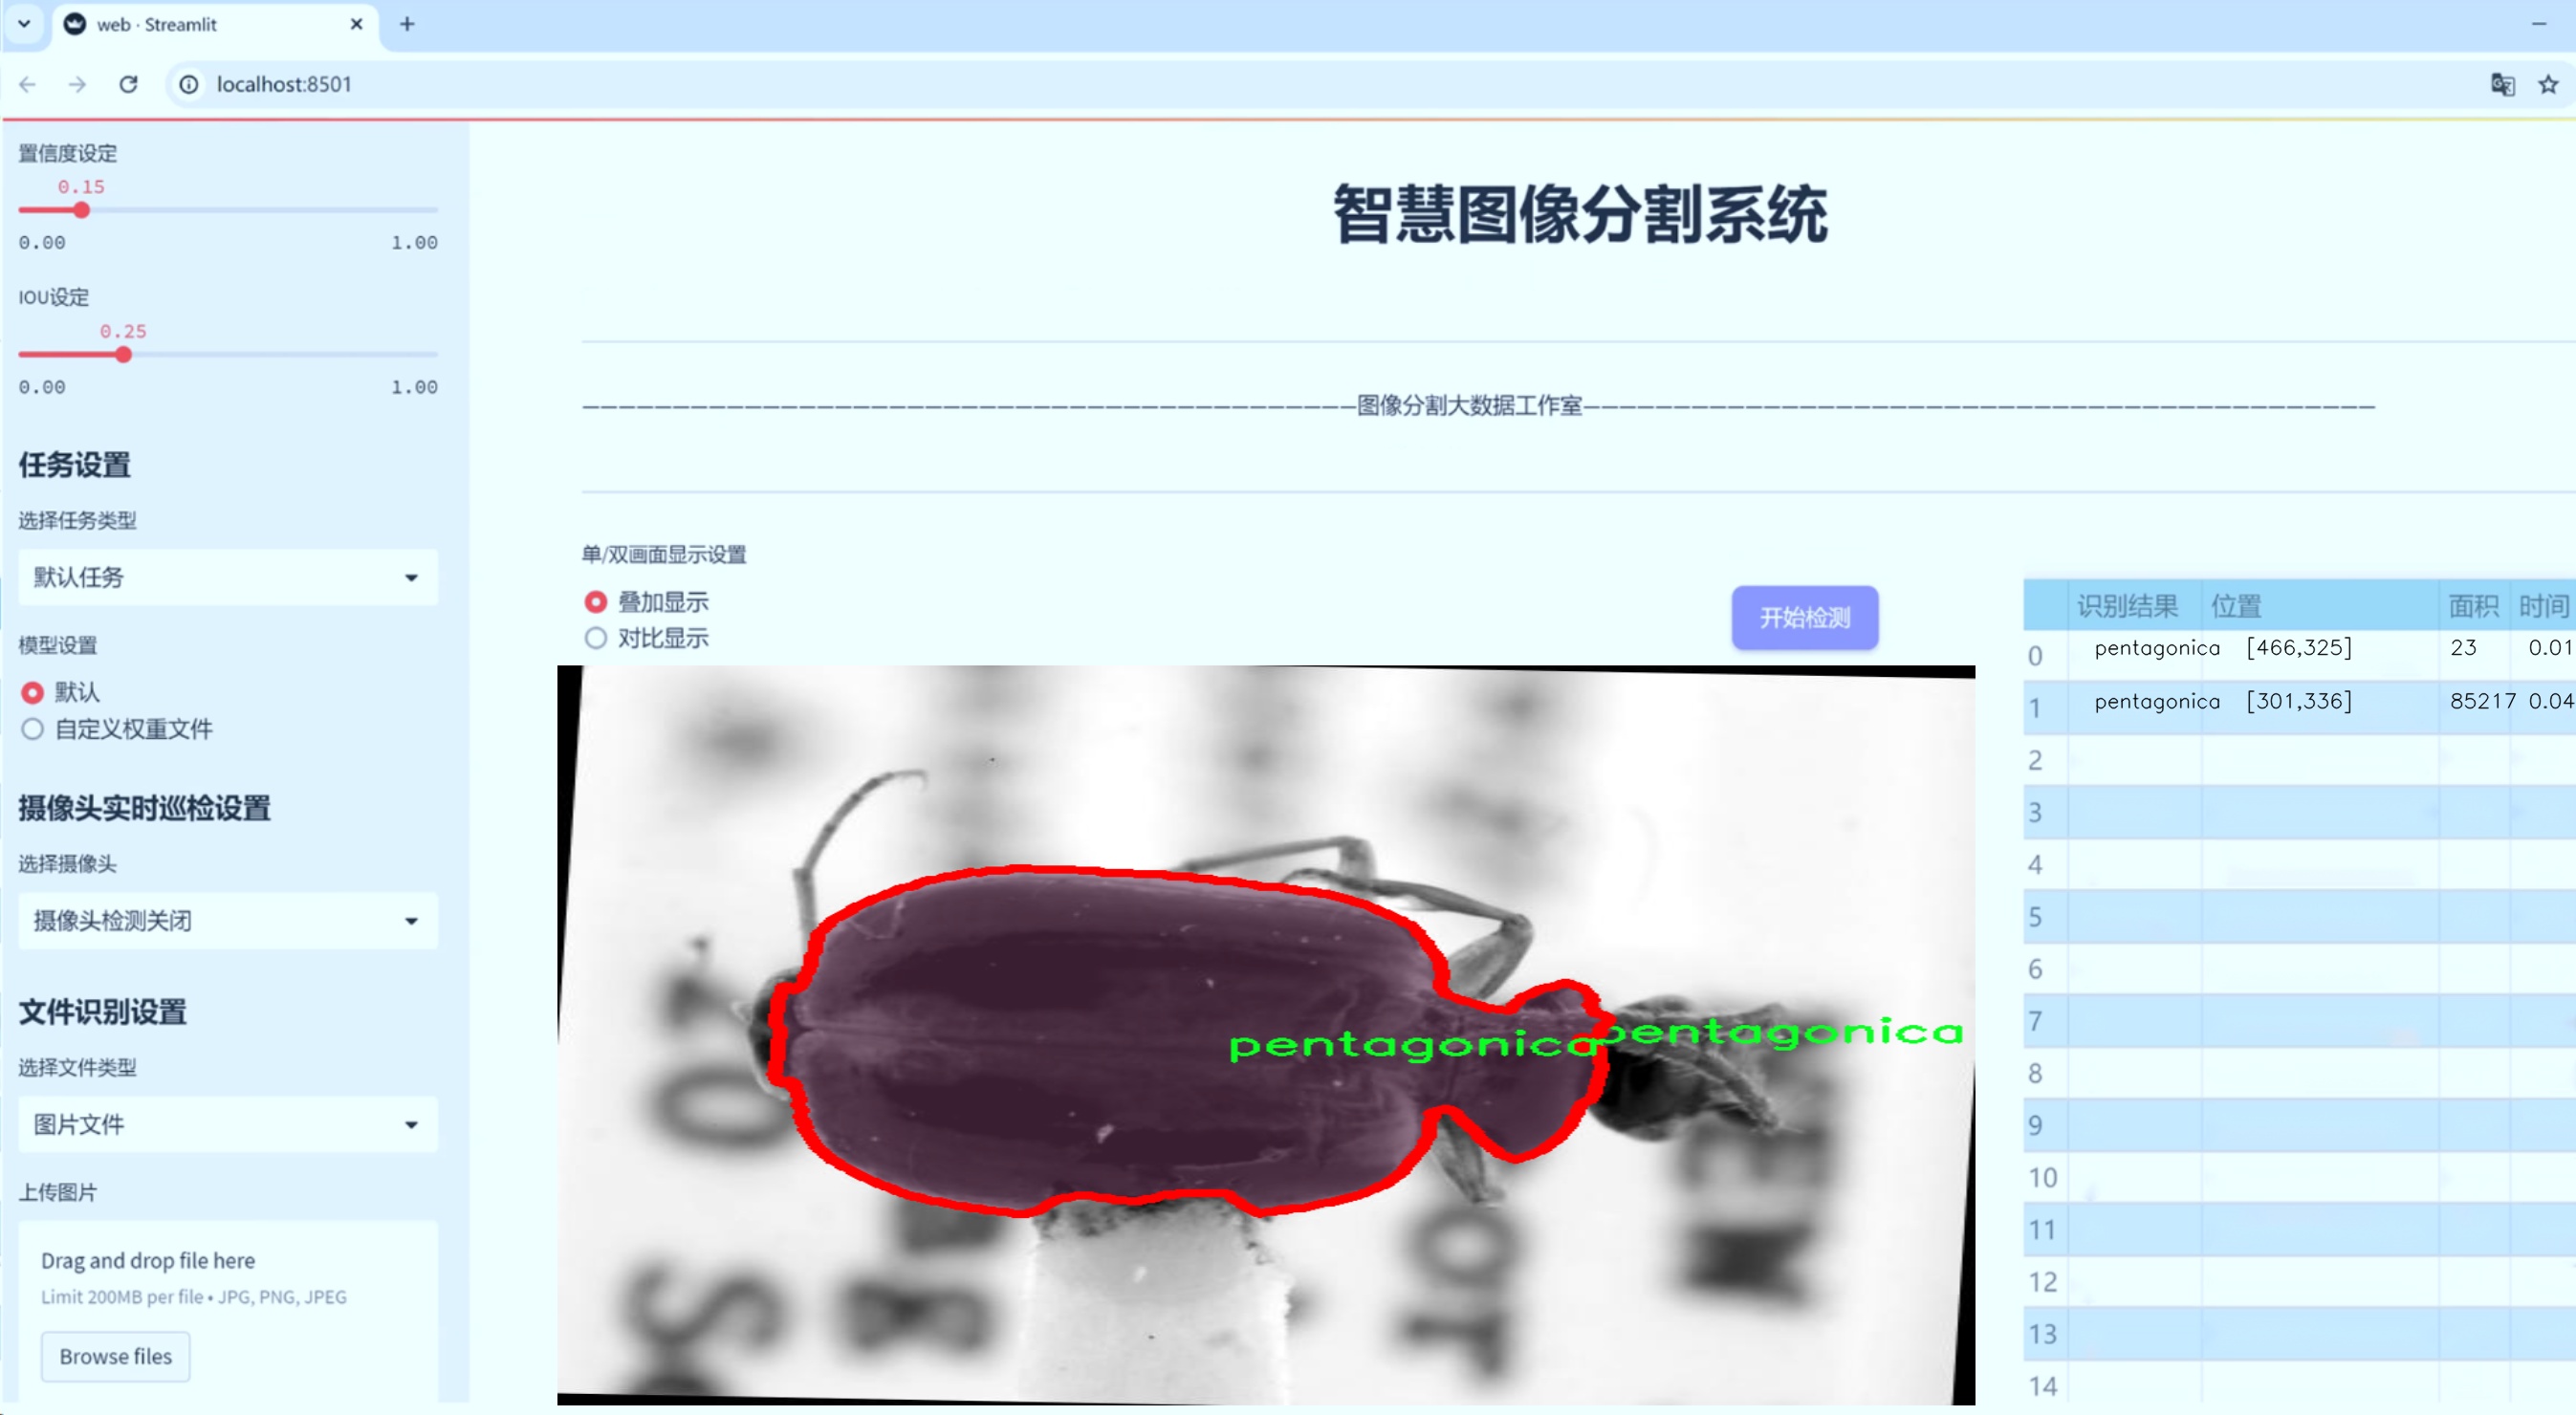 web · Streamlit
localhost:8501
置信度设定
0.15
0.00 1.00
IOU设定
0.25
0.00 1.00
任务设置
选择任务类型
默认任务
模型设置
默认
自定义权重文件
摄像头实时巡检设置
选择摄像头
摄像头检测关闭
文件识别设置
选择文件类型
图片文件
上传图片
Drag and drop file here
Limit 200MB per file • JPG, PNG, JPEG
Browse files
智慧图像分割系统
图像分割大数据工作室
单/双画面显示设置
叠加显示
对比显示
开始检测
pentagonica
pentagonica
识别结果 位置 面积 时间
0 pentagonica [466,325] 23 0.01
1 pentagonica [301,336] 85217 0.04
2
3
4
5
6
7
8
9
10
11
12
13
14